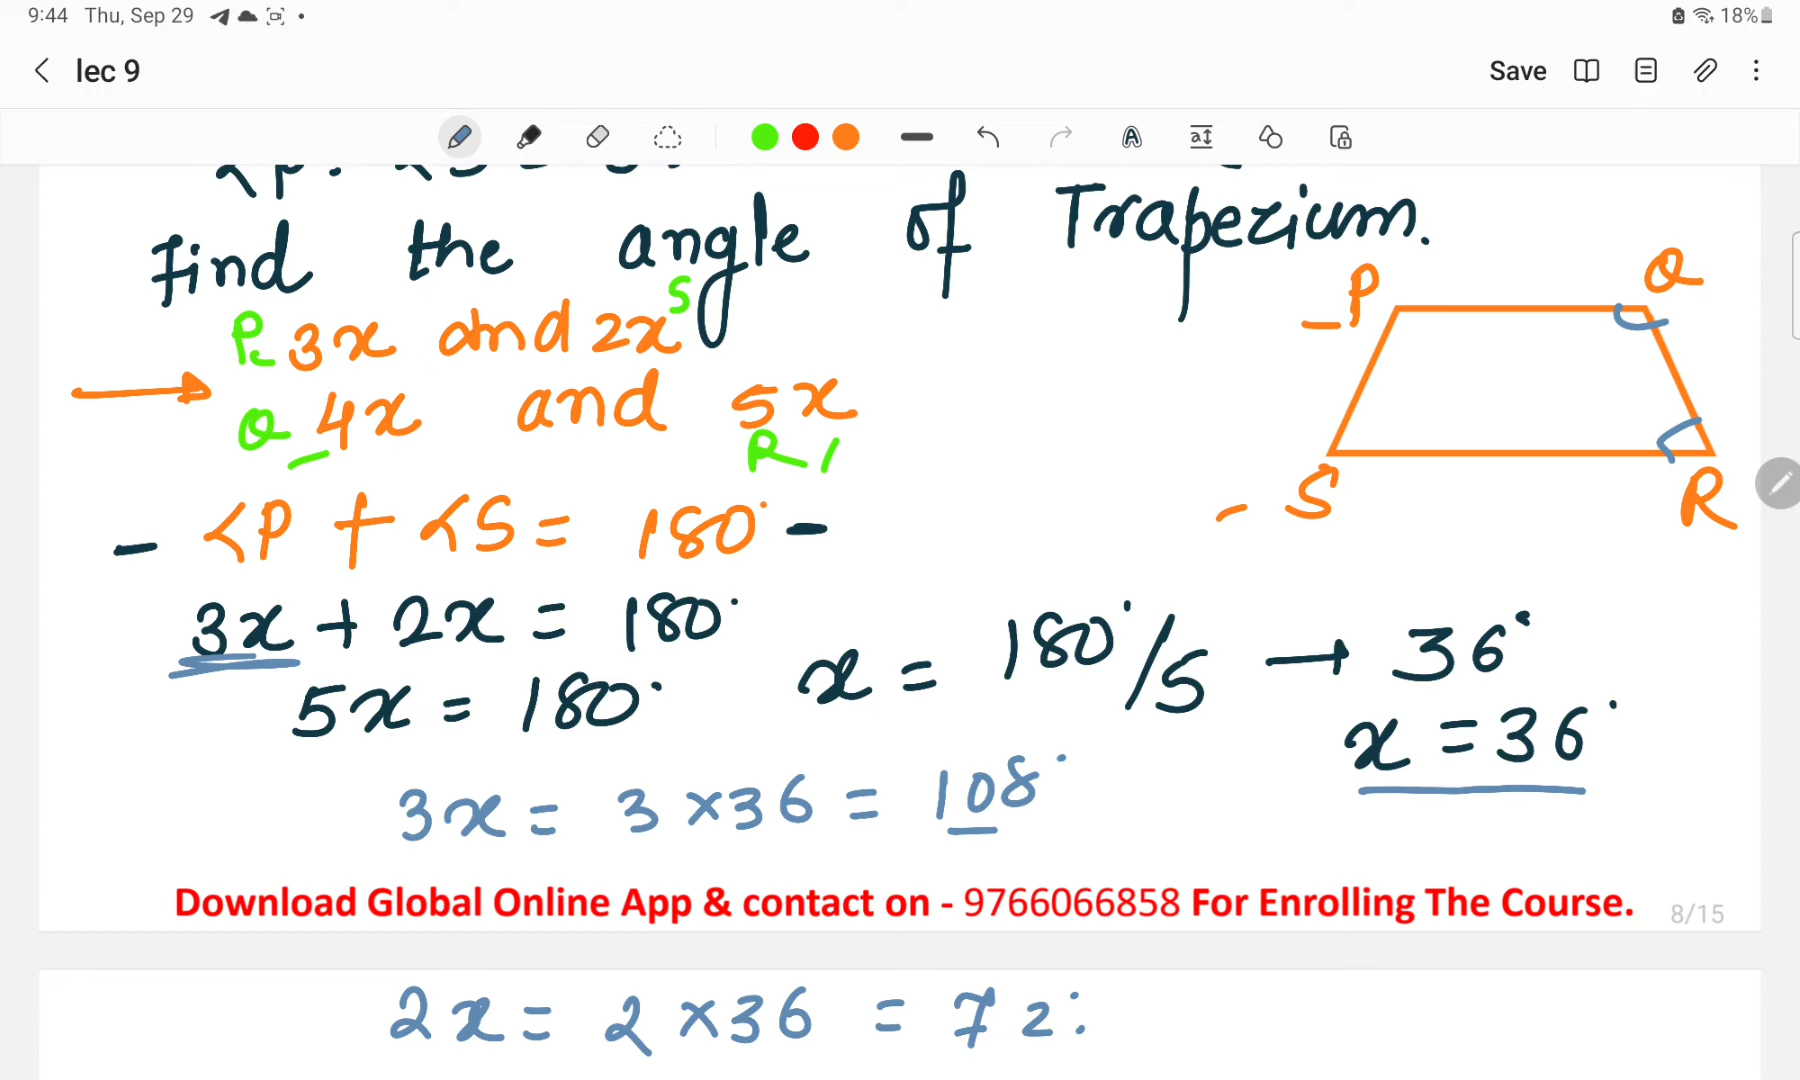 9:44 Thu, Sep 29
18%
lec 9
Save
find the angle of Trapezium.
P 3x and 2x S
Q 4x and 5x
R
P
Q
S
R
∠P + ∠S = 180°
3x + 2x = 180°
5x = 180°
x = 180°/5 → 36°
x = 36°
3x = 3 × 36 = 108°
Download Global Online App & contact on - 9766066858 For Enrolling The Course.
8/15
2x = 2 × 36 = 72°